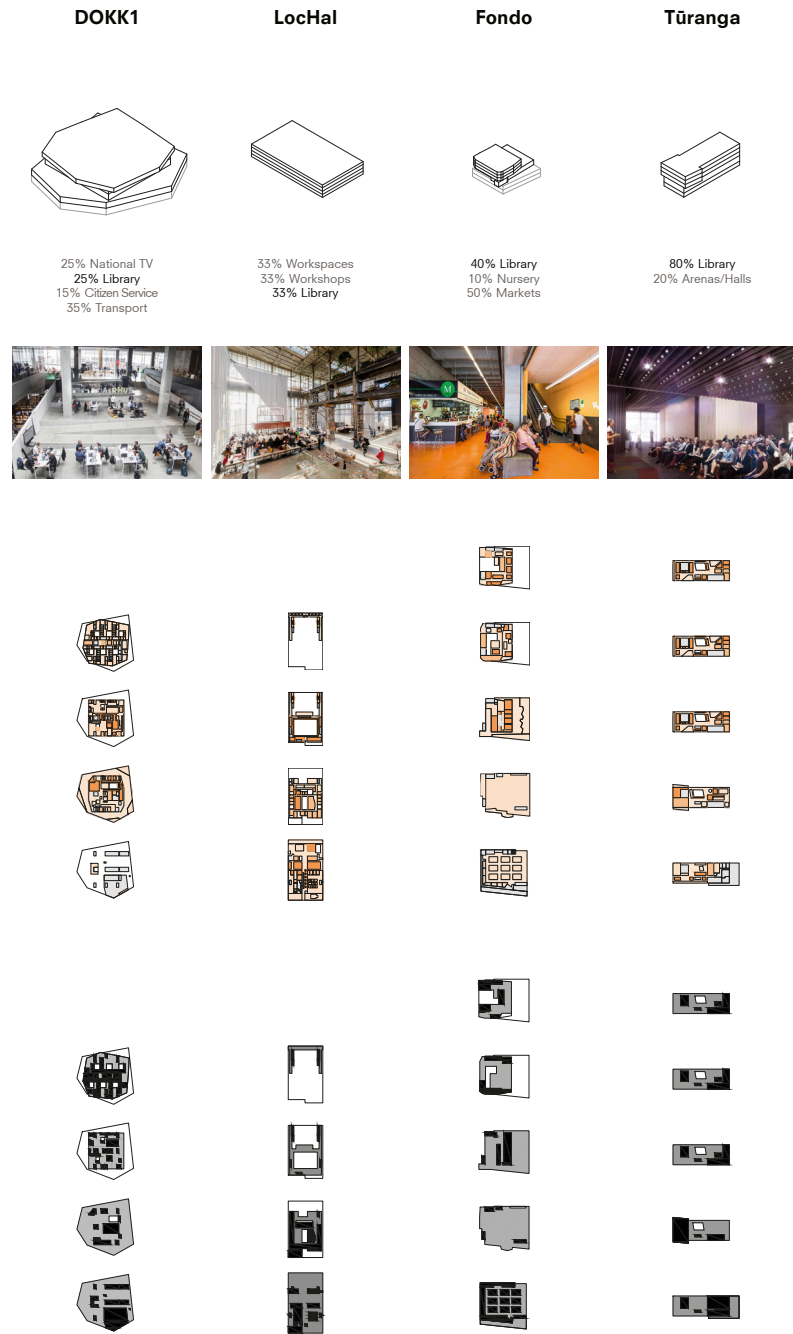 DOKK1
LocHal
Fondo
Tūranga
25% National TV
25% Library
15% Citizen Service
35% Transport
33% Workspaces
33% Workshops
33% Library
40% Library
10% Nursery
50% Markets
80% Library
20% Arenas/Halls
M